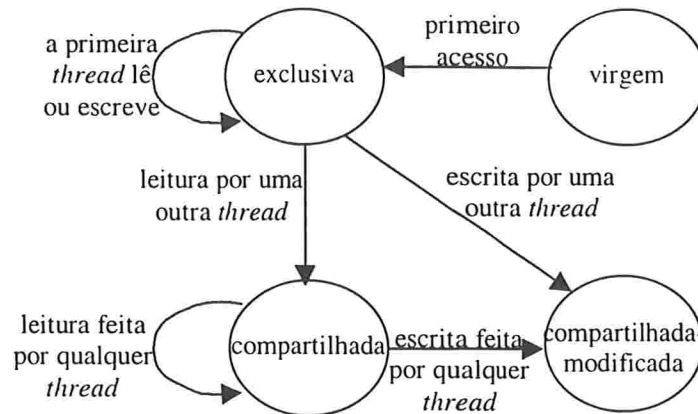 a primeira
thread lê
ou escreve
exclusiva
primeiro
acesso
virgem
leitura por uma
outra thread
escrita por uma
outra thread
leitura feita
por qualquer
thread
compartilhada
escrita feita
por qualquer
thread
compartilhada-
modificada